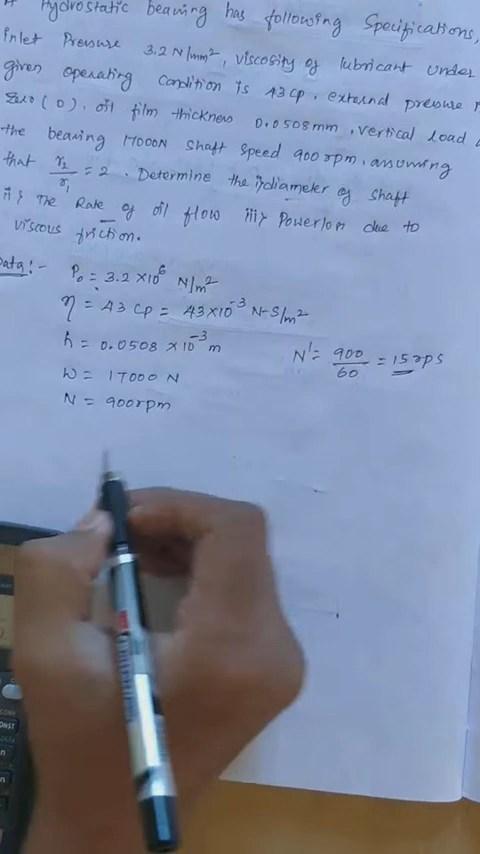 Hydrostatic bearing has following Specifications,
inlet Pressure 3.2 N/mm², viscosity of lubricant under
given operating condition is 43 cp. external pressure
Zero (0), oil film thickness 0.0508mm, vertical load
the bearing 17000N shaft speed 900 rpm, assuming
that r₂/r₁ = 2. Determine the i) diameter of shaft
ii) The Rate of oil flow iii) Powerloss due to
viscous friction.
Data:-
P₀ = 3.2 × 10⁶ N/m²
η = 43 cp = 43×10⁻³ N-S/m²
h = 0.0508 × 10⁻³ m
N' = 900/60 = 15 rps
W = 17000 N
N = 900rpm
CONST